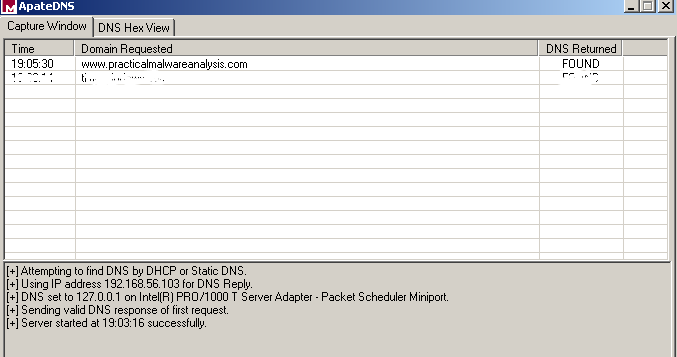 ApateDNS
Capture Window DNS Hex View
Time Domain Requested DNS Returned
19:05:30 www.practicalmalwareanalysis.com FOUND
[+] Attempting to find DNS by DHCP or Static DNS.
[+] Using IP address 192.168.56.103 for DNS Reply.
[+] DNS set to 127.0.0.1 on Intel(R) PRO/1000 T Server Adapter - Packet Scheduler Miniport.
[+] Sending valid DNS response of first request.
[+] Server started at 19:03:16 successfully.